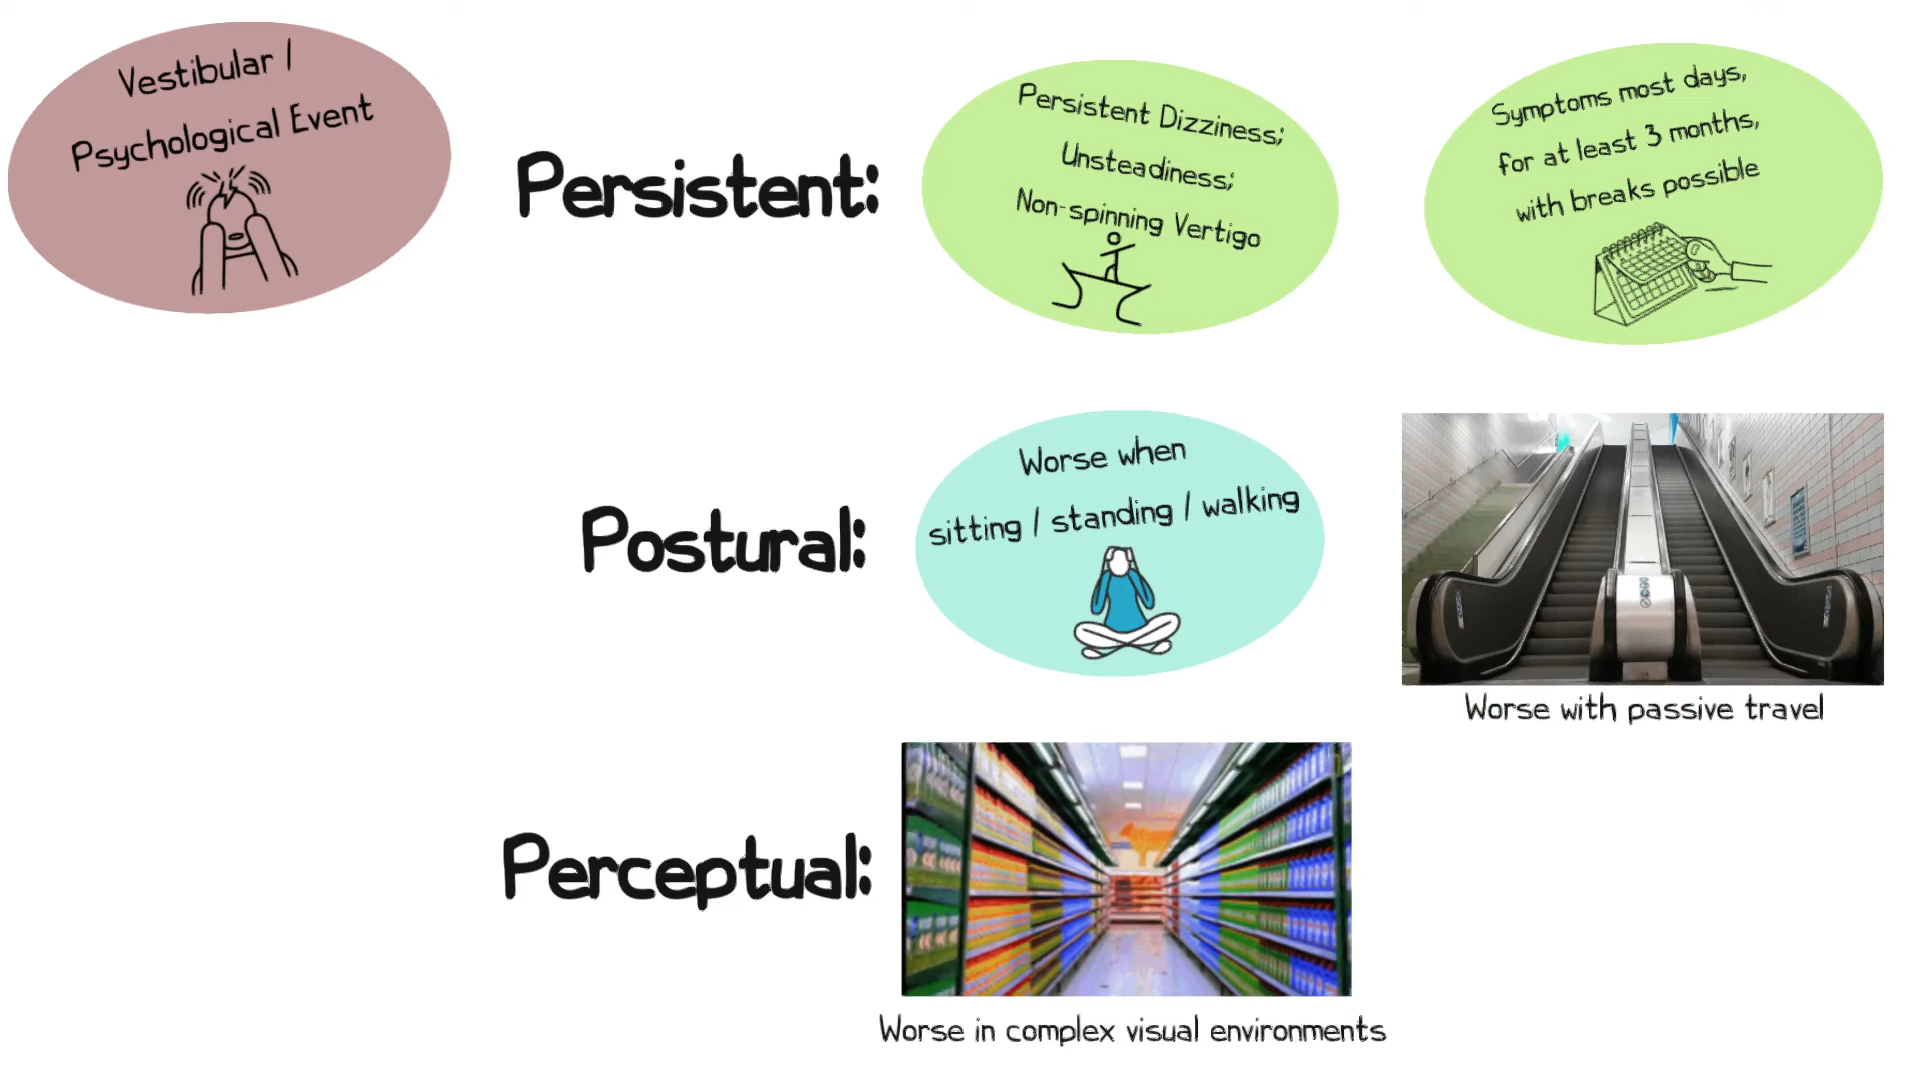 Vestibular /
Psychological Event
Persistent:
Persistent Dizziness;
Unsteadiness;
Non-spinning Vertigo
Symptoms most days,
for at least 3 months,
with breaks possible
Postural:
Worse when
sitting / standing / walking
Worse with passive travel
Perceptual:
Worse in complex visual environments